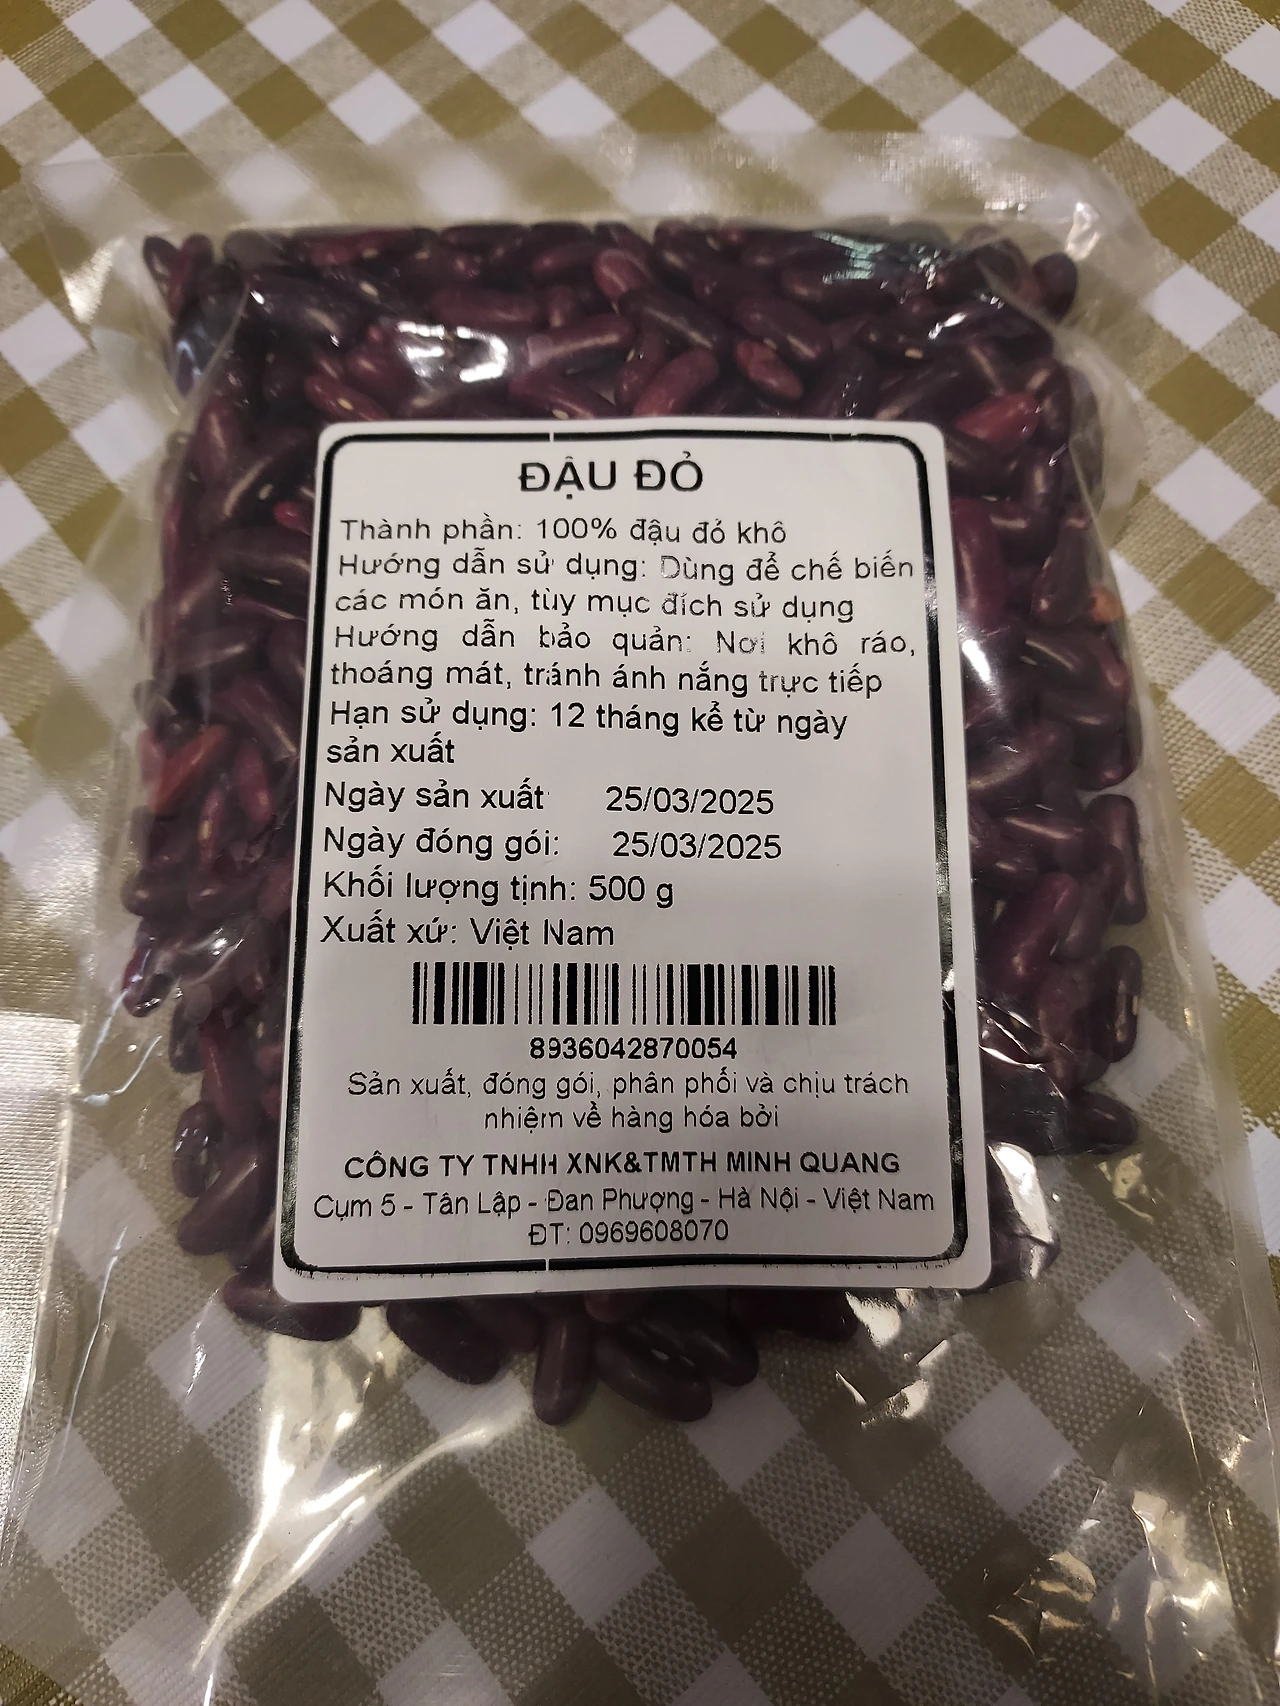 ĐẬU ĐỎ
Thành phần: 100% đậu đỏ khô
Hướng dẫn sử dụng: Dùng để chế biến
các món ăn, tùy mục đích sử dụng
Hướng dẫn bảo quản: Nơi khô ráo,
thoáng mát, tránh ánh nắng trực tiếp
Hạn sử dụng: 12 tháng kể từ ngày
sản xuất
Ngày sản xuất: 25/03/2025
Ngày đóng gói: 25/03/2025
Khối lượng tịnh: 500 g
Xuất xứ: Việt Nam
8936042870054
Sản xuất, đóng gói, phân phối và chịu trách
nhiệm về hàng hóa bởi
CÔNG TY TNHH XNK&TMTH MINH QUANG
Cụm 5 - Tân Lập - Đan Phượng - Hà Nội - Việt Nam
ĐT: 0969608070